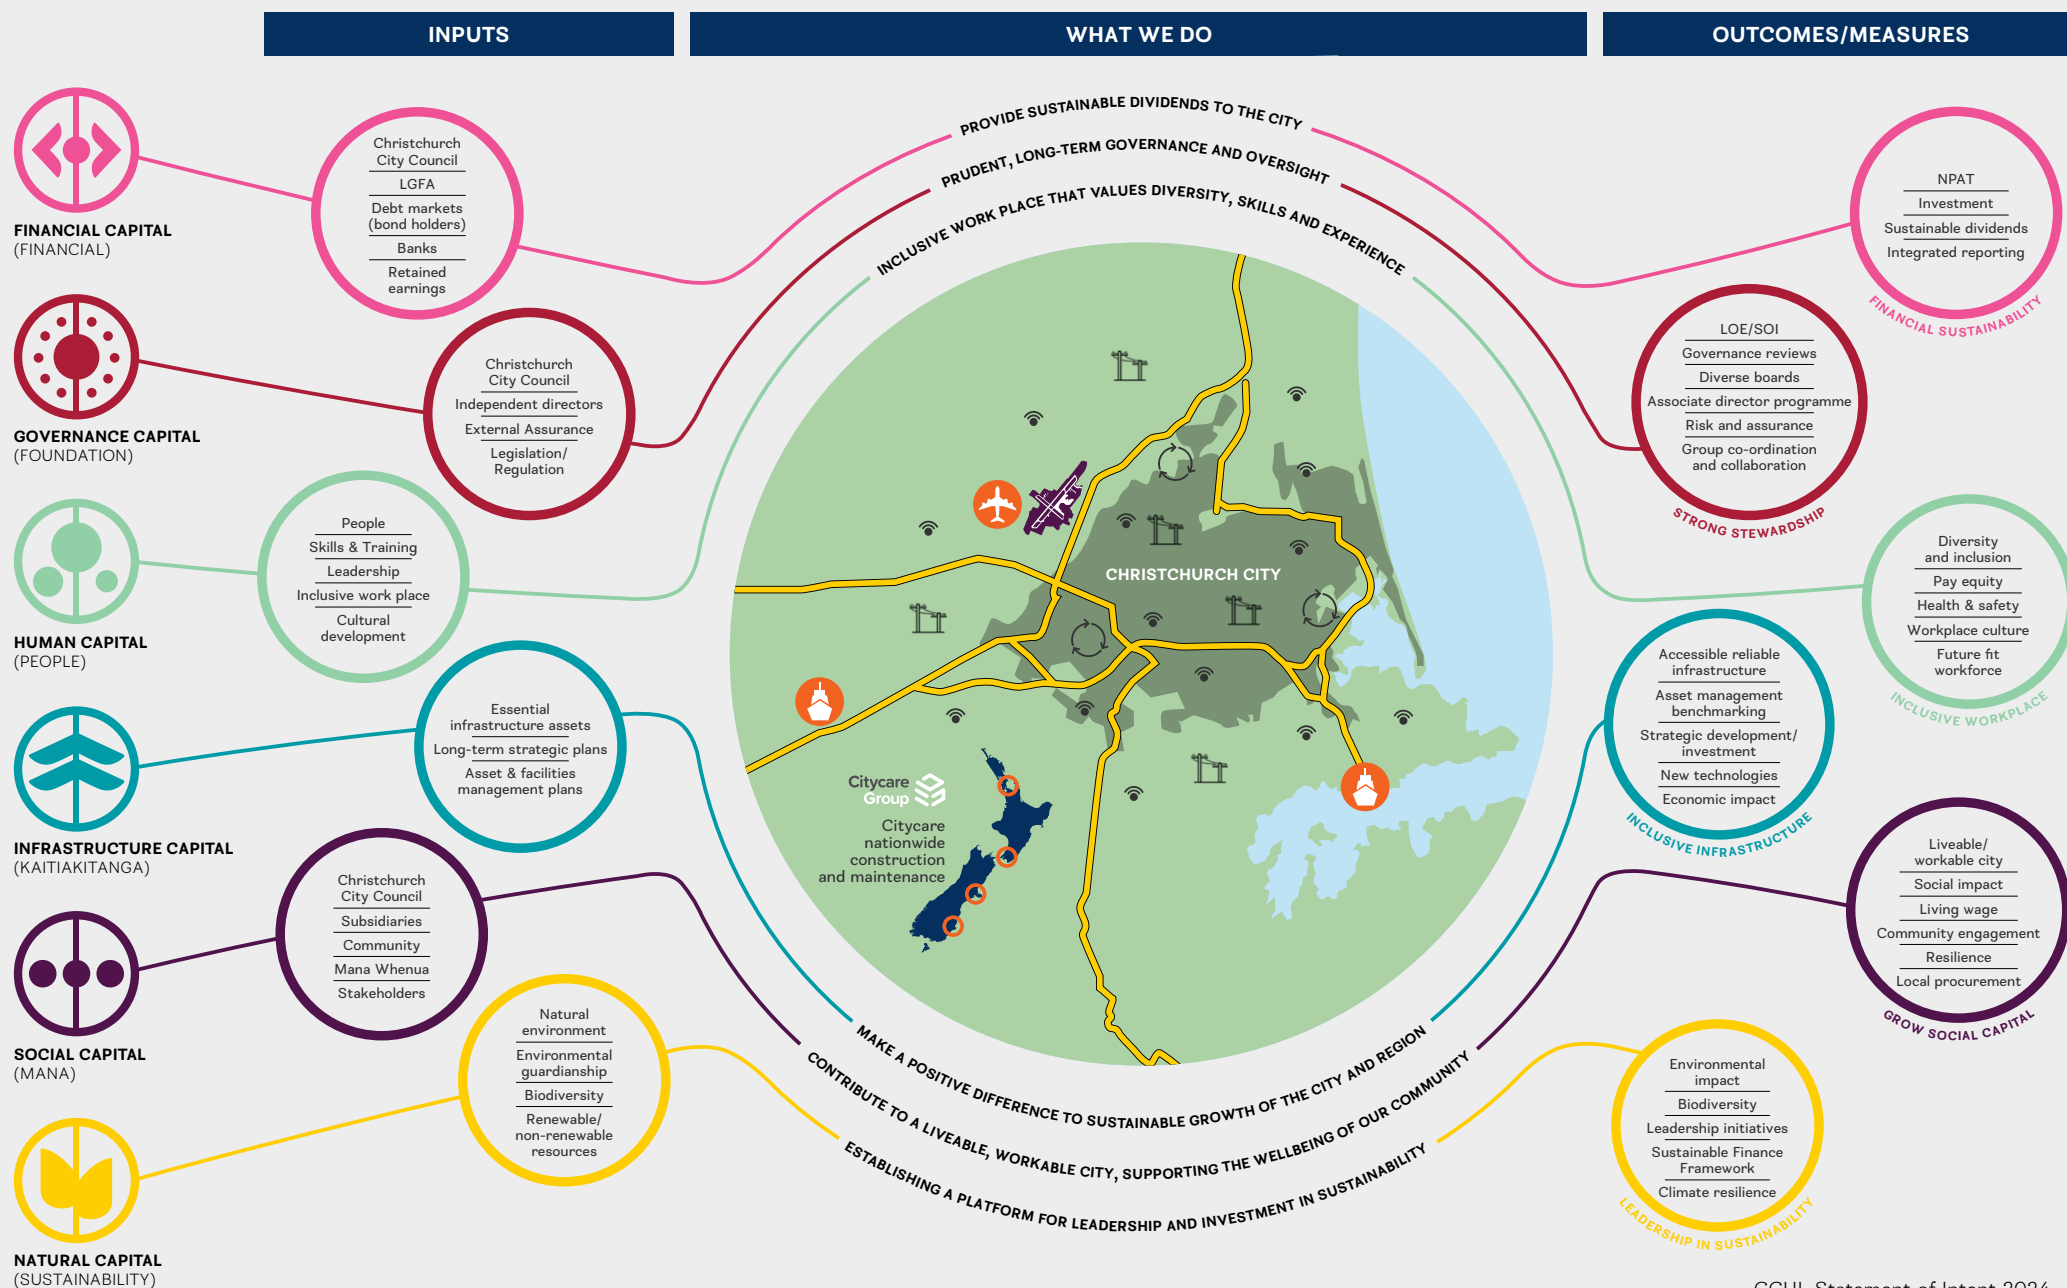 INPUTS
WHAT WE DO
OUTCOMES/MEASURES
FINANCIAL CAPITAL
(FINANCIAL)
Christchurch
City Council
LGFA
Debt markets
(bond holders)
Banks
Retained
earnings
PROVIDE SUSTAINABLE DIVIDENDS TO THE CITY
NPAT
Investment
Sustainable dividends
Integrated reporting
FINANCIAL SUSTAINABILITY
GOVERNANCE CAPITAL
(FOUNDATION)
Christchurch
City Council
Independent directors
External Assurance
Legislation/
Regulation
PRUDENT, LONG-TERM GOVERNANCE AND OVERSIGHT
LOE/SOI
Governance reviews
Diverse boards
Associate director programme
Risk and assurance
Group co-ordination
and collaboration
STRONG STEWARDSHIP
HUMAN CAPITAL
(PEOPLE)
People
Skills & Training
Leadership
Inclusive work place
Cultural
development
INCLUSIVE WORK PLACE THAT VALUES DIVERSITY, SKILLS AND EXPERIENCE
Diversity
and inclusion
Pay equity
Health & safety
Workplace culture
Future fit
workforce
INCLUSIVE WORKPLACE
CHRISTCHURCH CITY
Citycare
Group
Citycare
nationwide
construction
and maintenance
INFRASTRUCTURE CAPITAL
(KAITIAKITANGA)
Essential
infrastructure assets
Long-term strategic plans
Asset & facilities
management plans
MAKE A POSITIVE DIFFERENCE TO SUSTAINABLE GROWTH OF THE CITY AND REGION
Accessible reliable
infrastructure
Asset management
benchmarking
Strategic development/
investment
New technologies
Economic impact
INCLUSIVE INFRASTRUCTURE
SOCIAL CAPITAL
(MANA)
Christchurch
City Council
Subsidiaries
Community
Mana Whenua
Stakeholders
CONTRIBUTE TO A LIVEABLE, WORKABLE CITY, SUPPORTING THE WELLBEING OF OUR COMMUNITY
Liveable/
workable city
Social impact
Living wage
Community engagement
Resilience
Local procurement
GROW SOCIAL CAPITAL
NATURAL CAPITAL
(SUSTAINABILITY)
Natural
environment
Environmental
guardianship
Biodiversity
Renewable/
non-renewable
resources
ESTABLISHING A PLATFORM FOR LEADERSHIP AND INVESTMENT IN SUSTAINABILITY
Environmental
impact
Biodiversity
Leadership initiatives
Sustainable Finance
Framework
Climate resilience
LEADERSHIP IN SUSTAINABILITY
CCHL Statement of Intent 2024